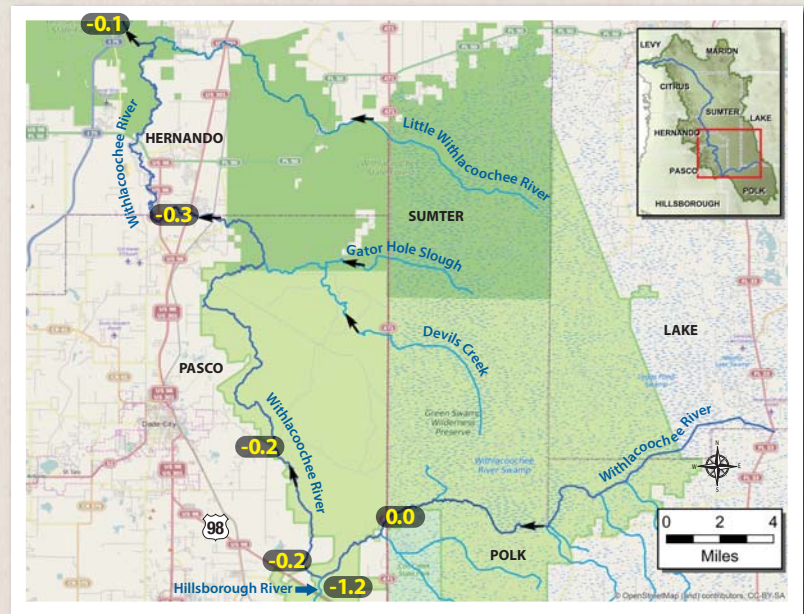 -0.1
LEVY
MARION
CITRUS
SUMTER
LAKE
HERNANDO
PASCO
POLK
HILLSBOROUGH
HERNANDO
Withlacoochee River
Little Withlacoochee River
-0.3
SUMTER
Gator Hole Slough
Devils Creek
LAKE
PASCO
Dade City
Green Swamp
Wilderness
Preserve
Withlacoochee River
Withlacoochee River
-0.2
Withlacoochee
River Swamp
N
W
E
S
98
0.0
0 2 4
Miles
-0.2
POLK
Hillsborough River
-1.2
© OpenStreetMap (and) contributors, CC-BY-SA